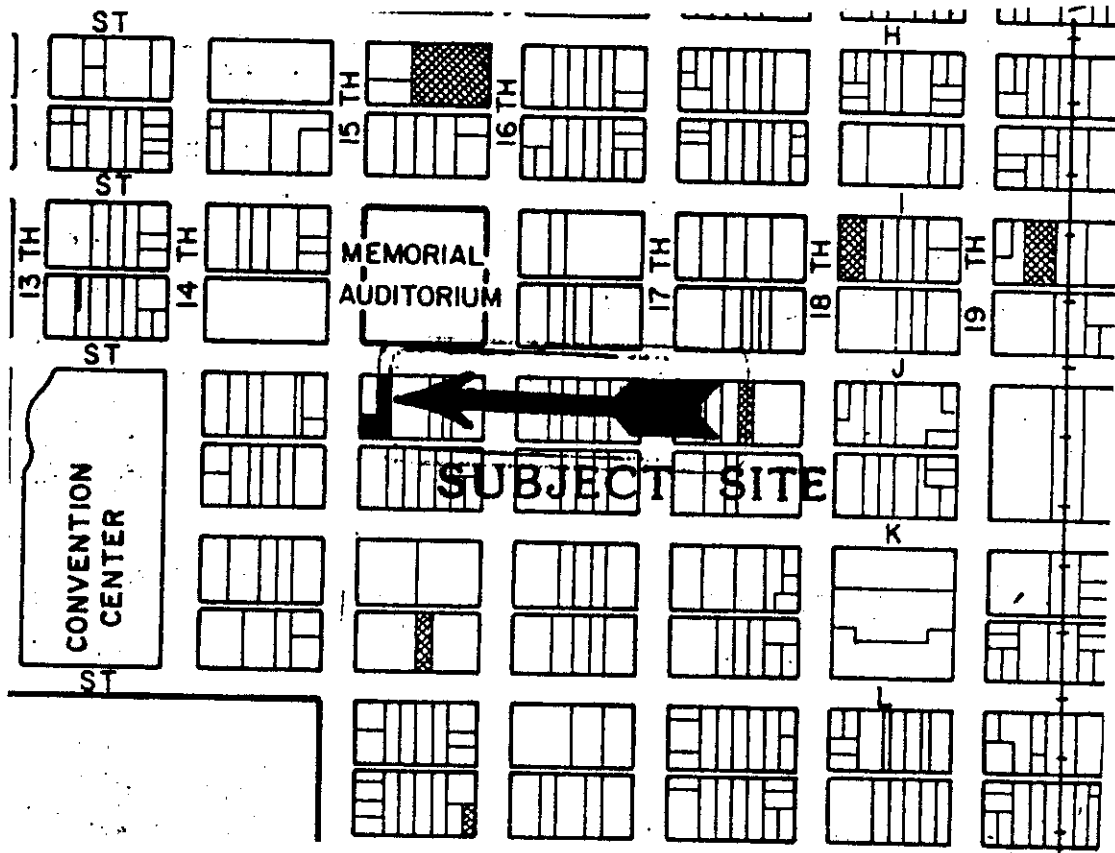 ST
H
15 TH
16 TH
ST
I
13 TH
14 TH
MEMORIAL
AUDITORIUM
17 TH
18 TH
19 TH
ST
J
SUBJECT SITE
CONVENTION
CENTER
K
ST
L